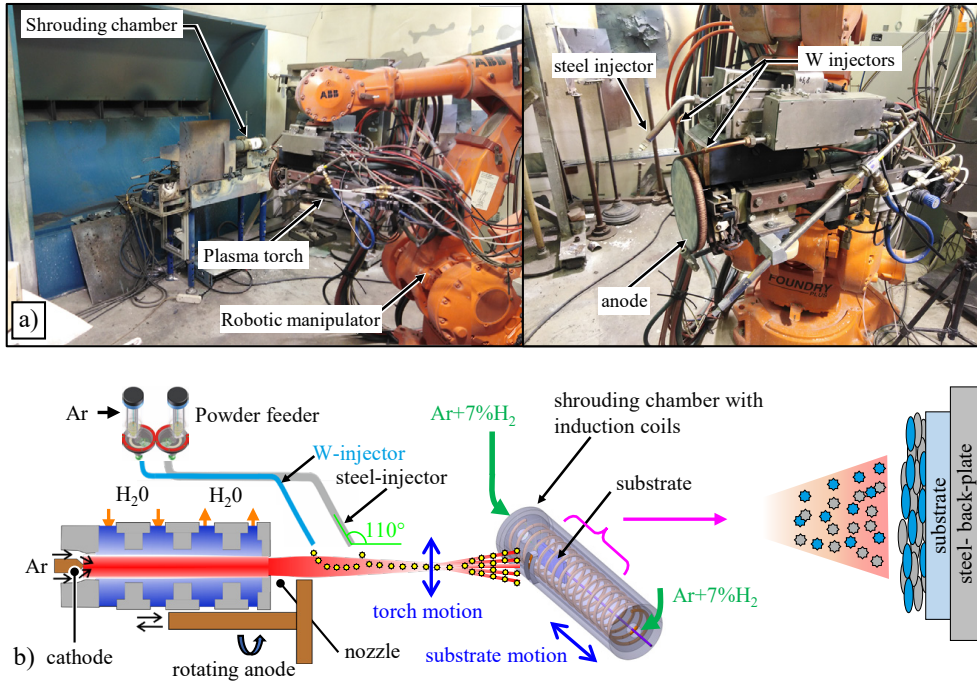 Shrouding chamber
ABB
ABB
Plasma torch
Robotic manipulator
a)
steel injector
W injectors
anode
FOUNDRY
PLUS
Ar
Powder feeder
W-injector
steel-injector
H₂0
H₂0
110°
Ar
cathode
rotating anode
nozzle
torch motion
Ar+7%H₂
shrouding chamber with
induction coils
substrate
Ar+7%H₂
substrate motion
substrate
steel- back-plate
b)